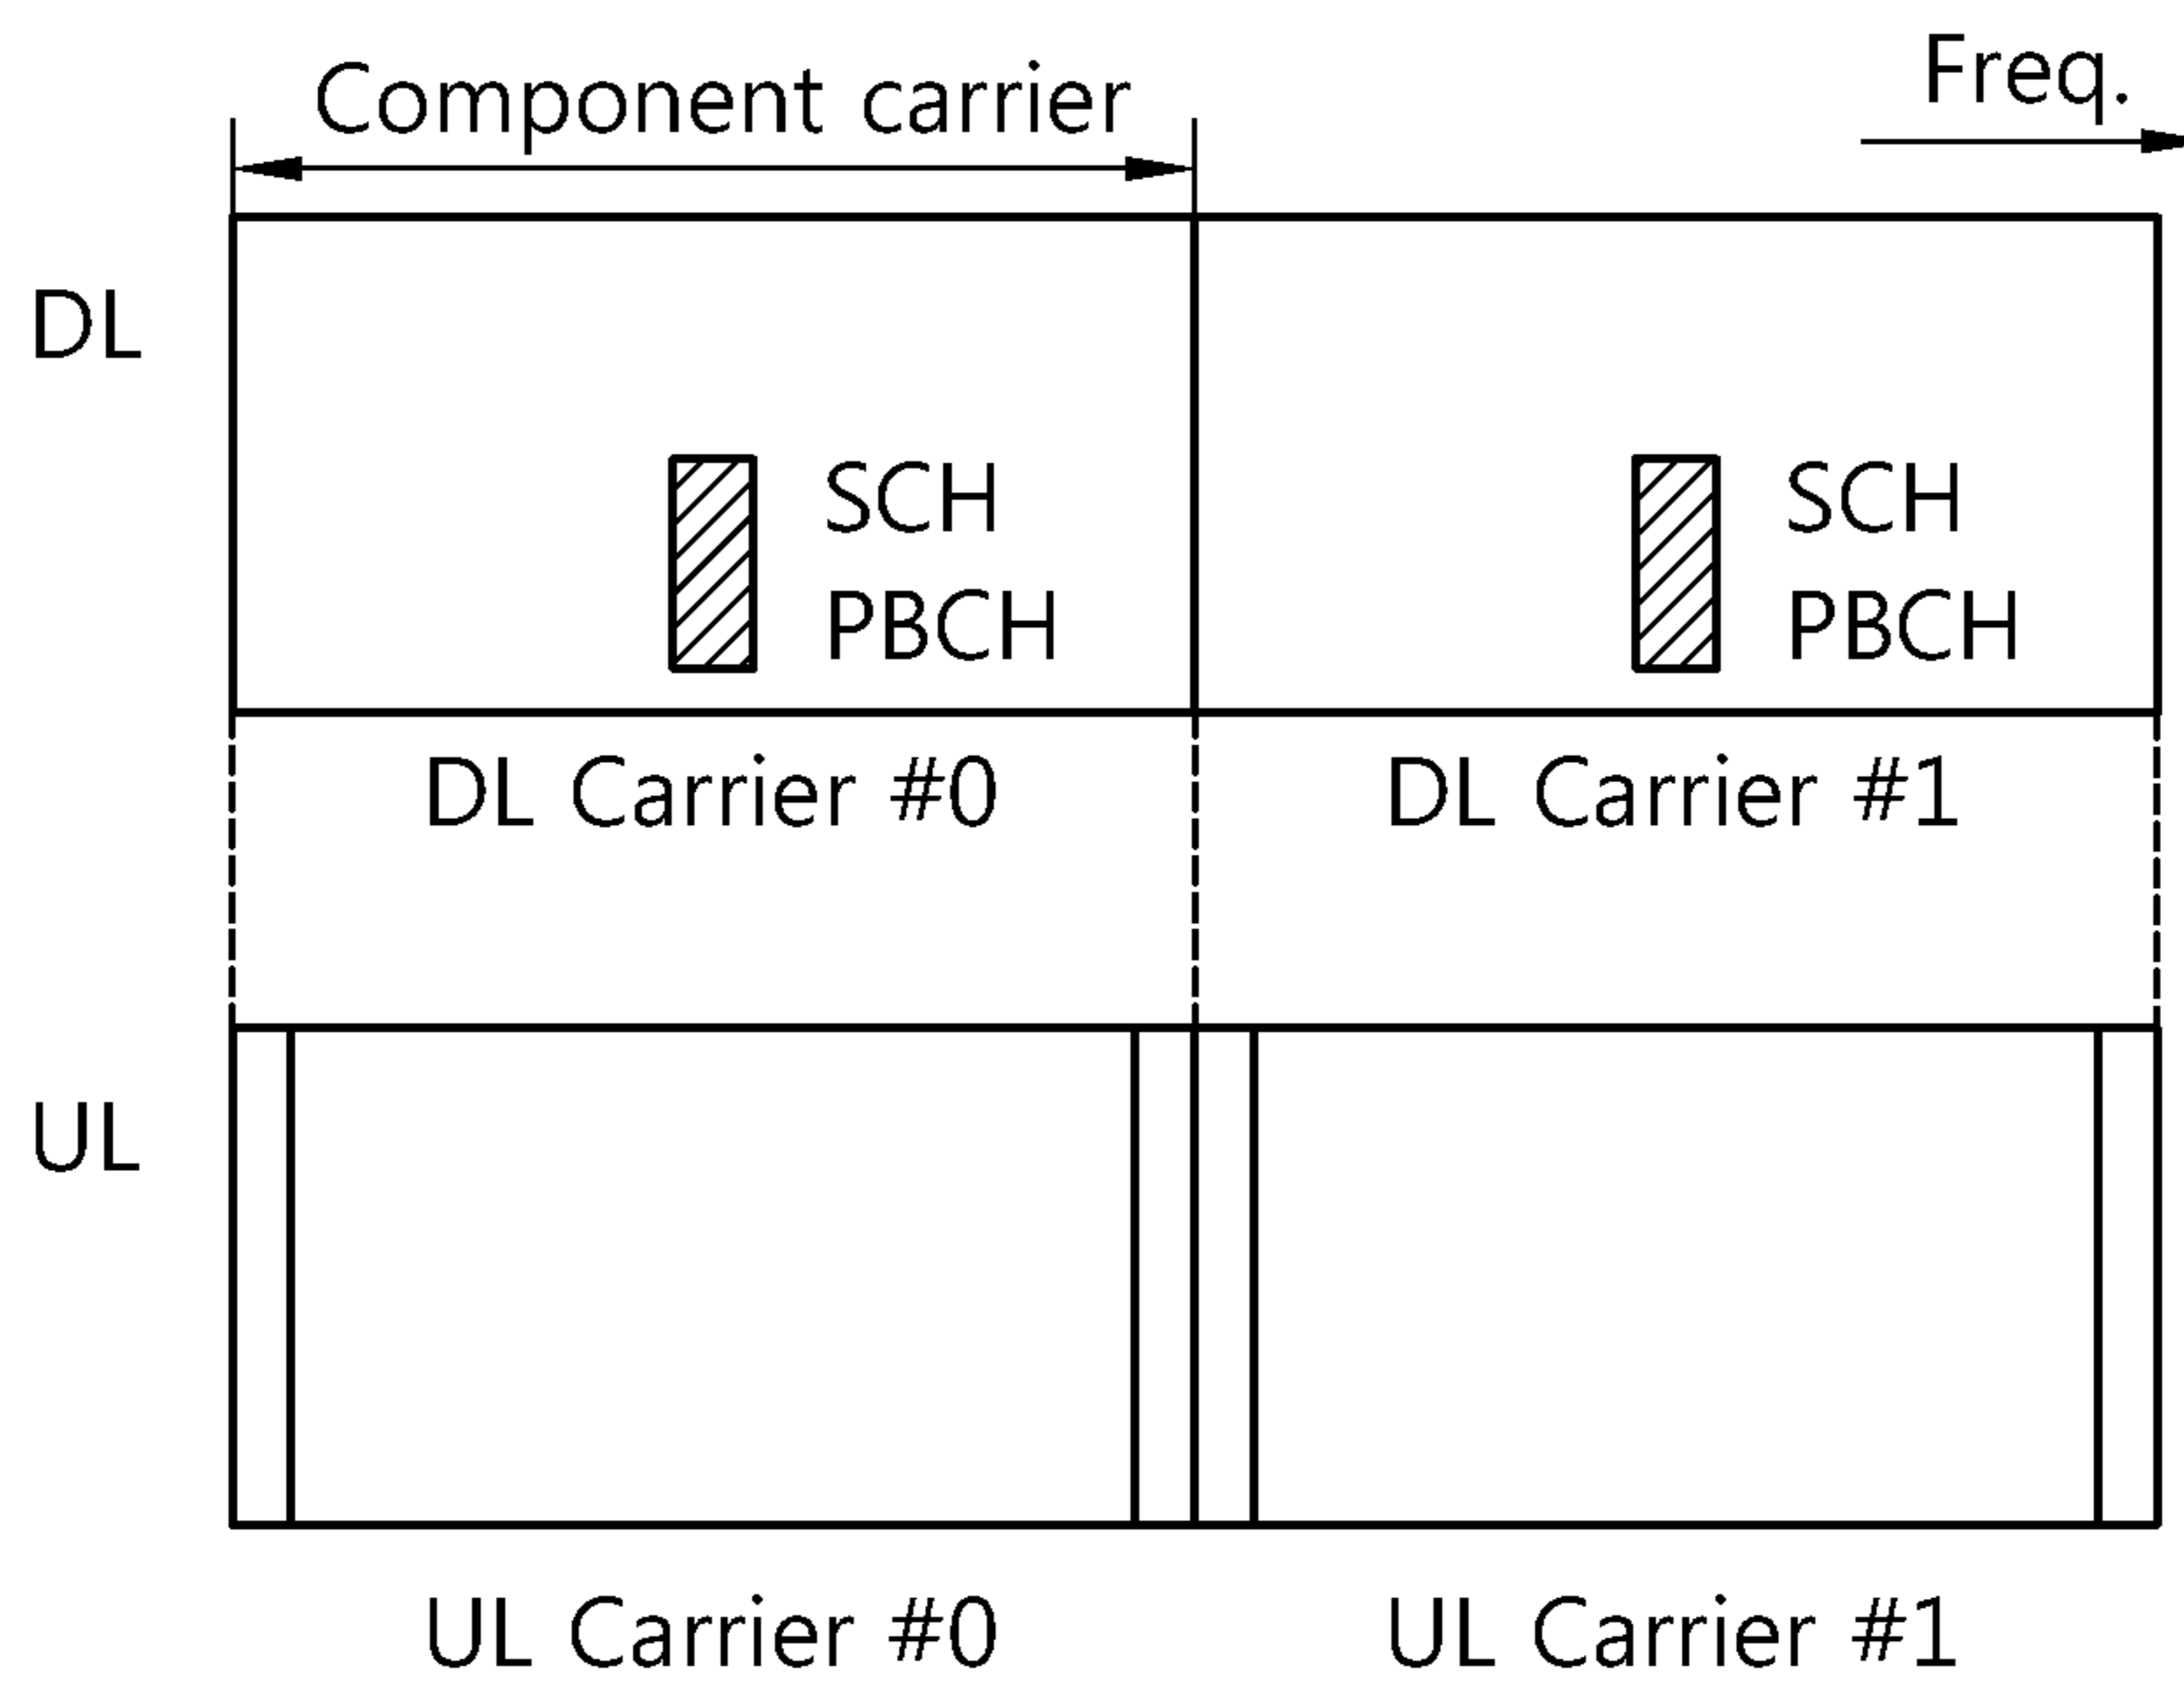 Component carrier
Freq.
DL
SCH
PBCH
SCH
PBCH
DL Carrier #0
DL Carrier #1
UL
UL Carrier #0
UL Carrier #1